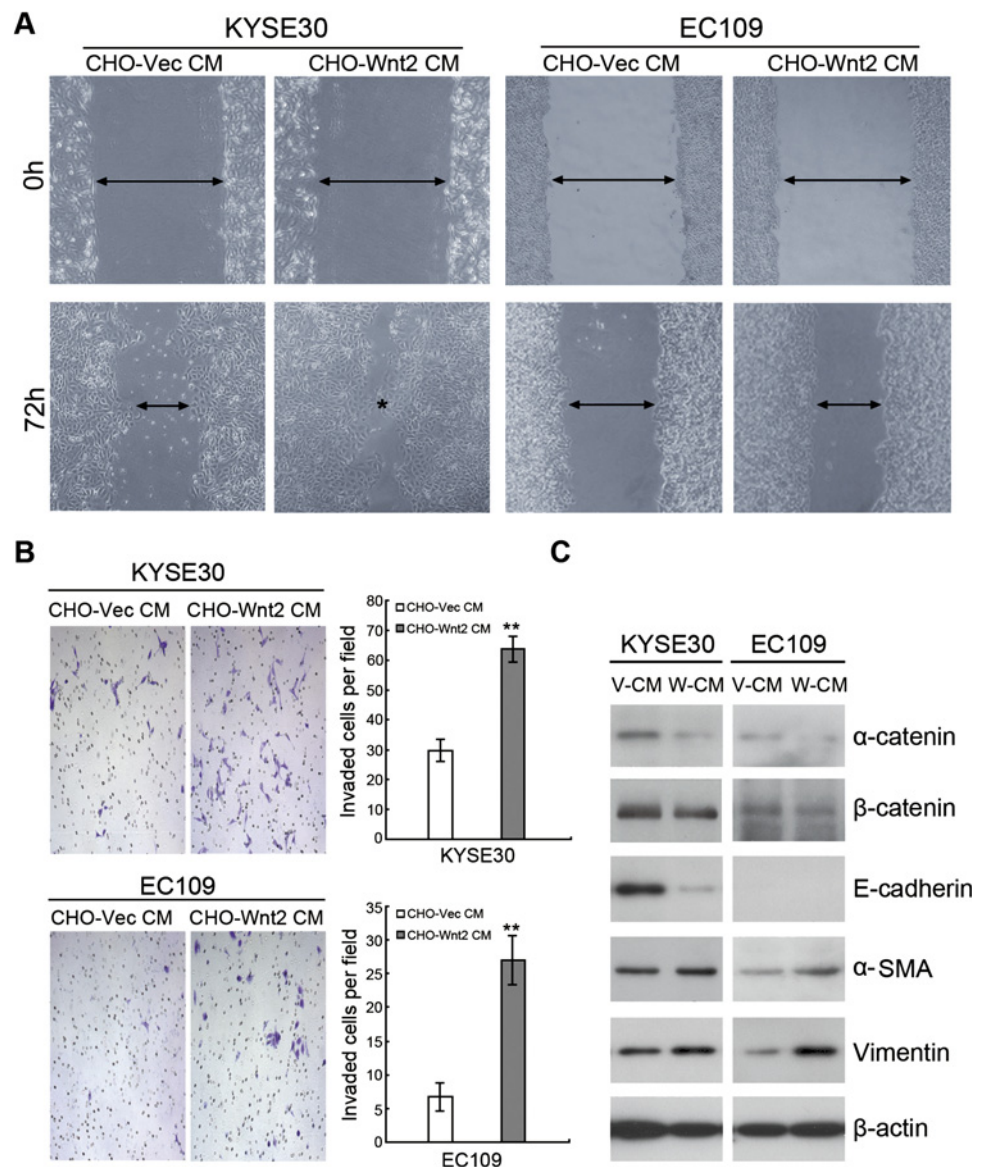 A
KYSE30
EC109
CHO-Vec CM
CHO-Wnt2 CM
CHO-Vec CM
CHO-Wnt2 CM
0h
72h
*
B
KYSE30
CHO-Vec CM
CHO-Wnt2 CM
Invaded cells per field
80
70
60
50
40
30
20
10
0
CHO-Vec CM
CHO-Wnt2 CM
**
KYSE30
EC109
CHO-Vec CM
CHO-Wnt2 CM
Invaded cells per field
35
30
25
20
15
10
5
0
CHO-Vec CM
CHO-Wnt2 CM
**
EC109
C
KYSE30
EC109
V-CM W-CM V-CM W-CM
α-catenin
β-catenin
E-cadherin
α-SMA
Vimentin
β-actin